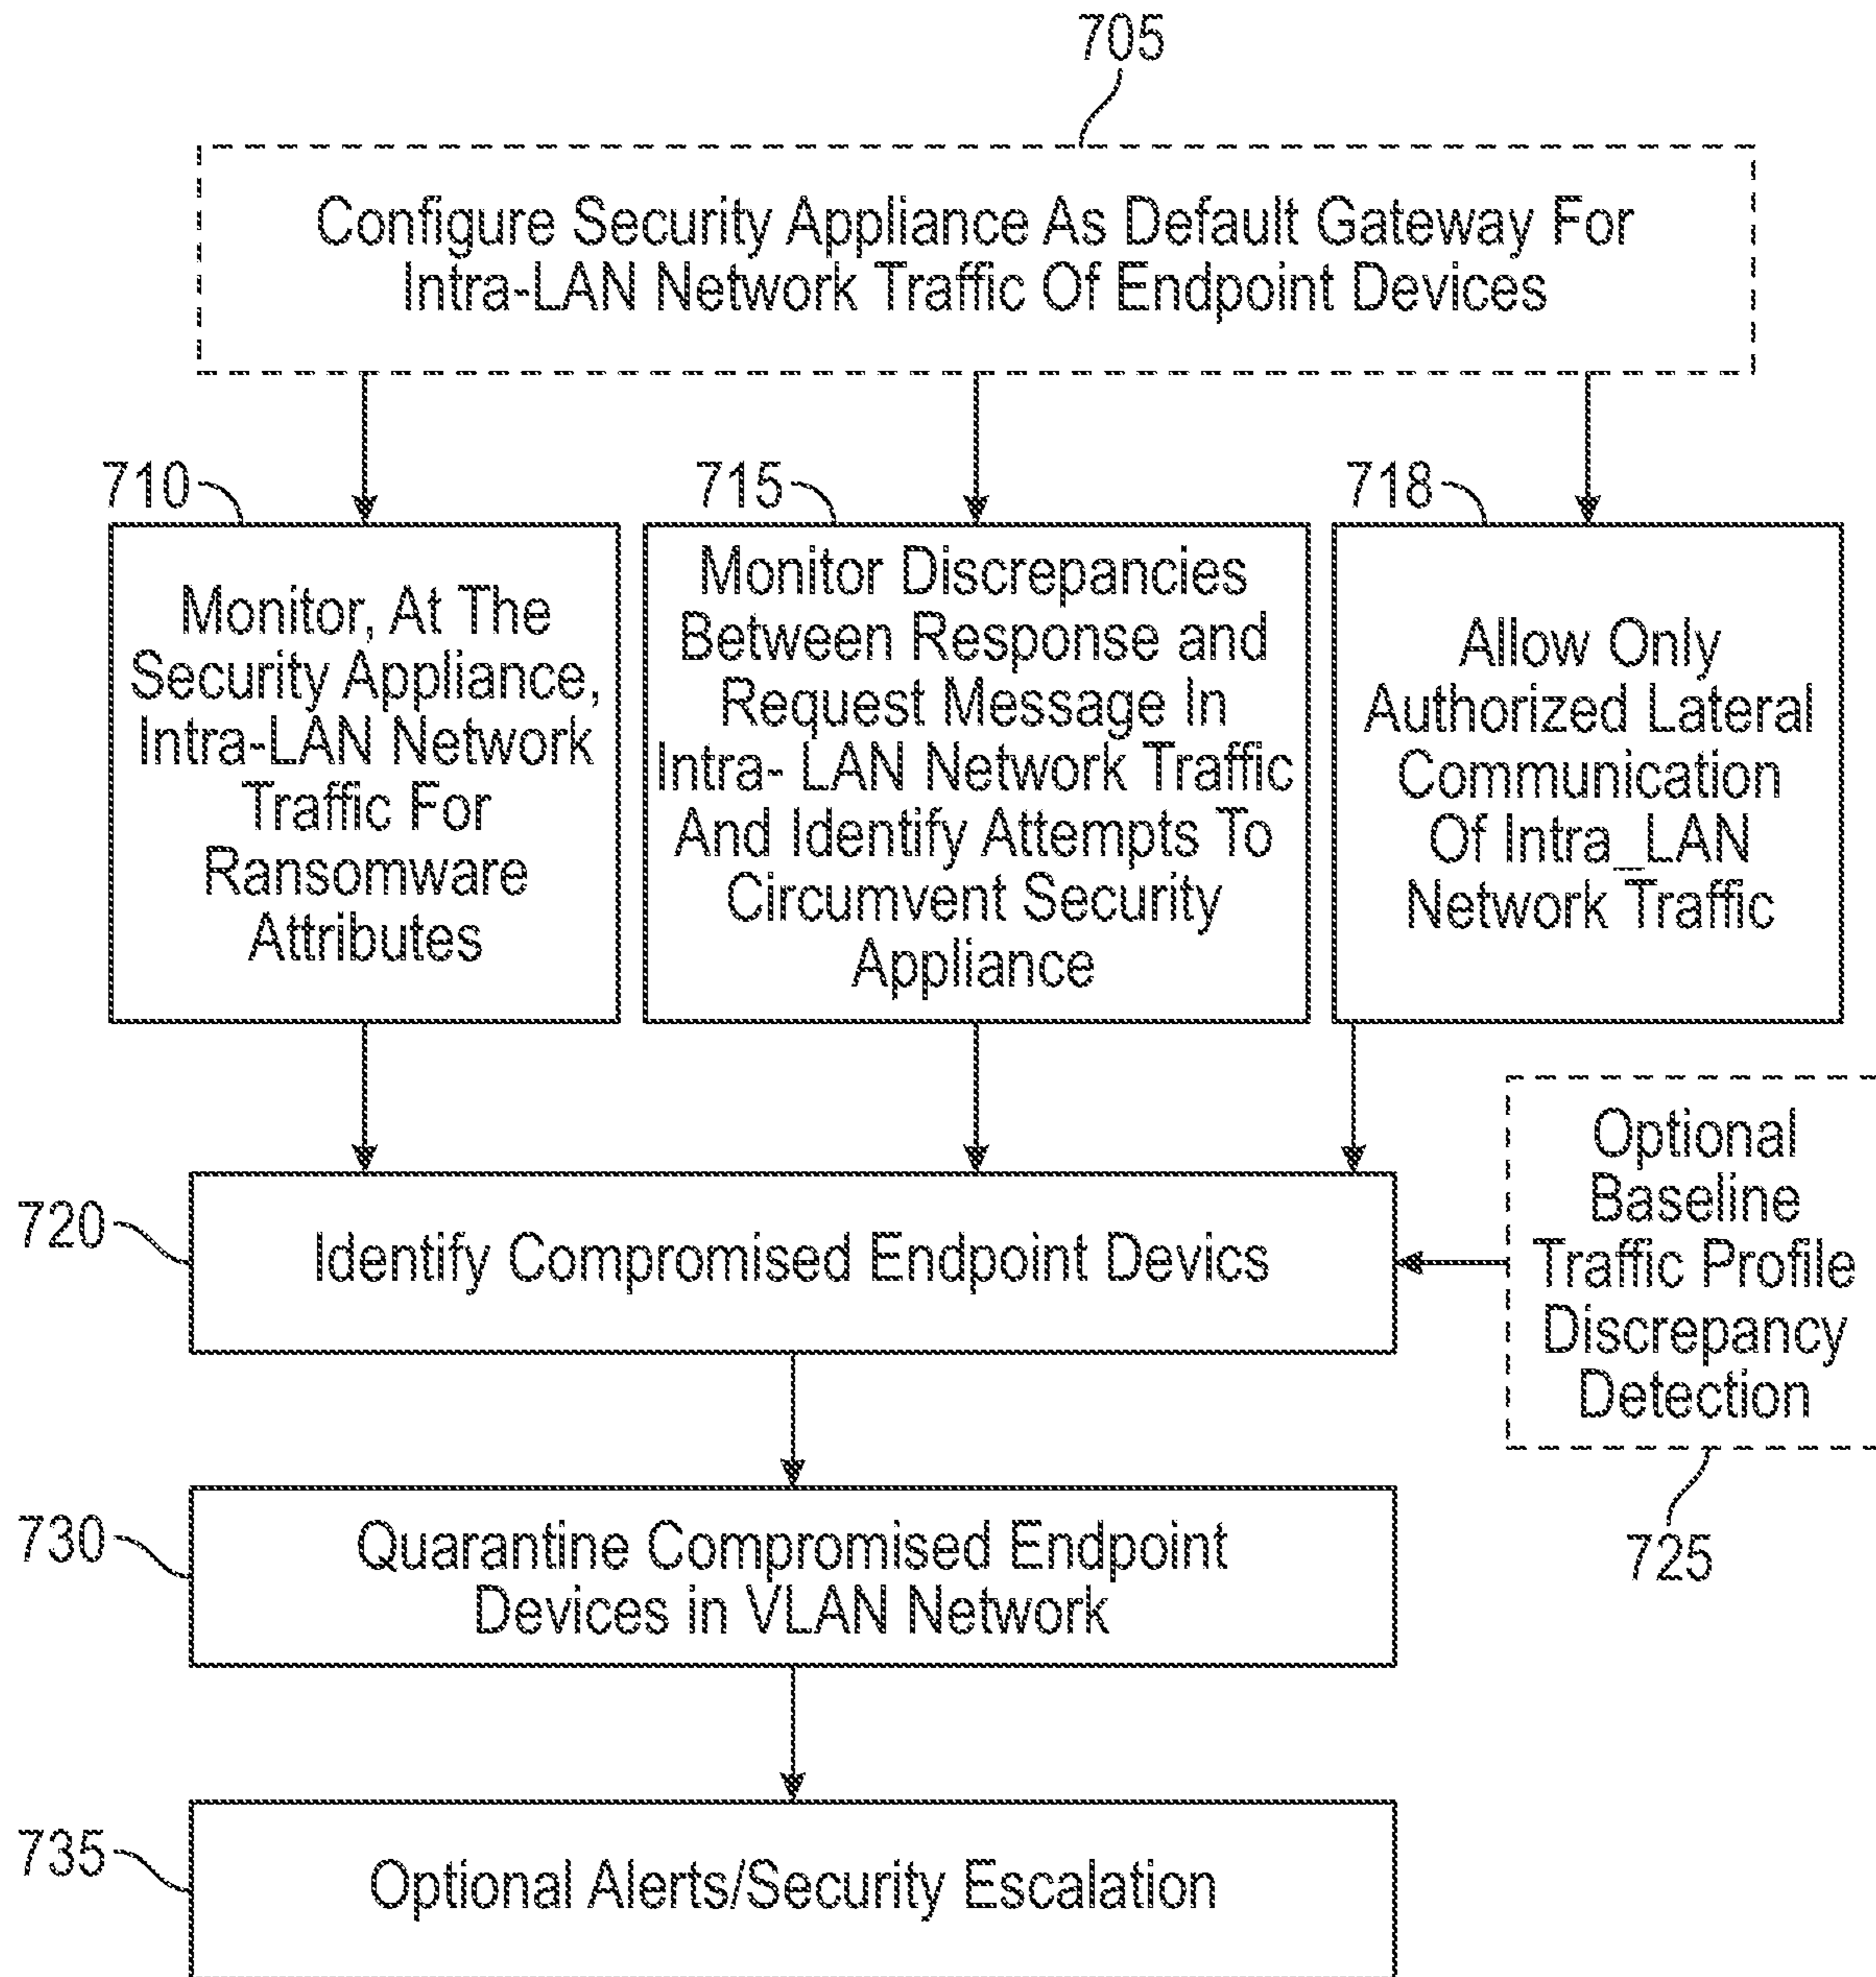 705
Configure Security Appliance As Default Gateway For
Intra-LAN Network Traffic Of Endpoint Devices
710
Monitor, At The
Security Appliance,
Intra-LAN Network
Traffic For
Ransomware
Attributes
715
Monitor Discrepancies
Between Response and
Request Message In
Intra- LAN Network Traffic
And Identify Attempts To
Circumvent Security
Appliance
718
Allow Only
Authorized Lateral
Communication
Of Intra_LAN
Network Traffic
720
Identify Compromised Endpoint Devics
Optional
Baseline
Traffic Profile
Discrepancy
Detection
725
730
Quarantine Compromised Endpoint
Devices in VLAN Network
735
Optional Alerts/Security Escalation